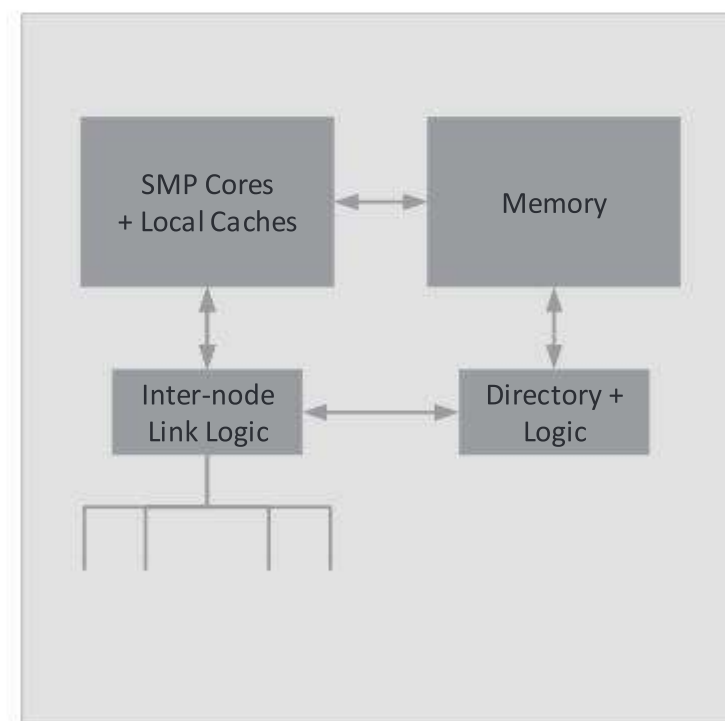 SMP Cores
+ Local Caches
Memory
Inter-node
Link Logic
Directory +
Logic